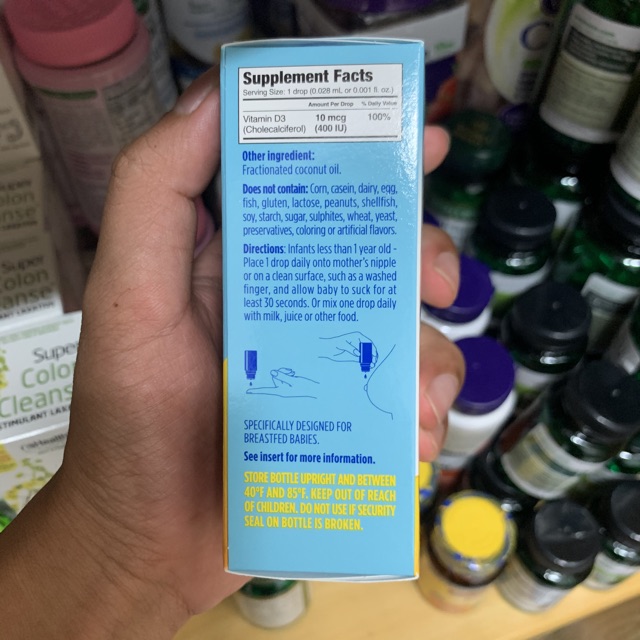 Supplement Facts
Serving Size: 1 drop (0.028 mL or 0.001 fl. oz.)
Amount Per Drop % Daily Value
Vitamin D3 10 mcg 100%
(Cholecalciferol) (400 IU)
Other ingredient:
Fractionated coconut oil.
Does not contain: Corn, casein, dairy, egg,
fish, gluten, lactose, peanuts, shellfish,
soy, starch, sugar, sulphites, wheat, yeast,
preservatives, coloring or artificial flavors.
Directions: Infants less than 1 year old -
Place 1 drop daily onto mother's nipple
or on a clean surface, such as a washed
finger, and allow baby to suck for at
least 30 seconds. Or mix one drop daily
with milk, juice or other food.
SPECIFICALLY DESIGNED FOR
BREASTFED BABIES.
See insert for more information.
STORE BOTTLE UPRIGHT AND BETWEEN
40°F AND 85°F. KEEP OUT OF REACH
OF CHILDREN. DO NOT USE IF SECURITY
SEAL ON BOTTLE IS BROKEN.
Super
Colon
Cleanse
STIMULANT LAXA